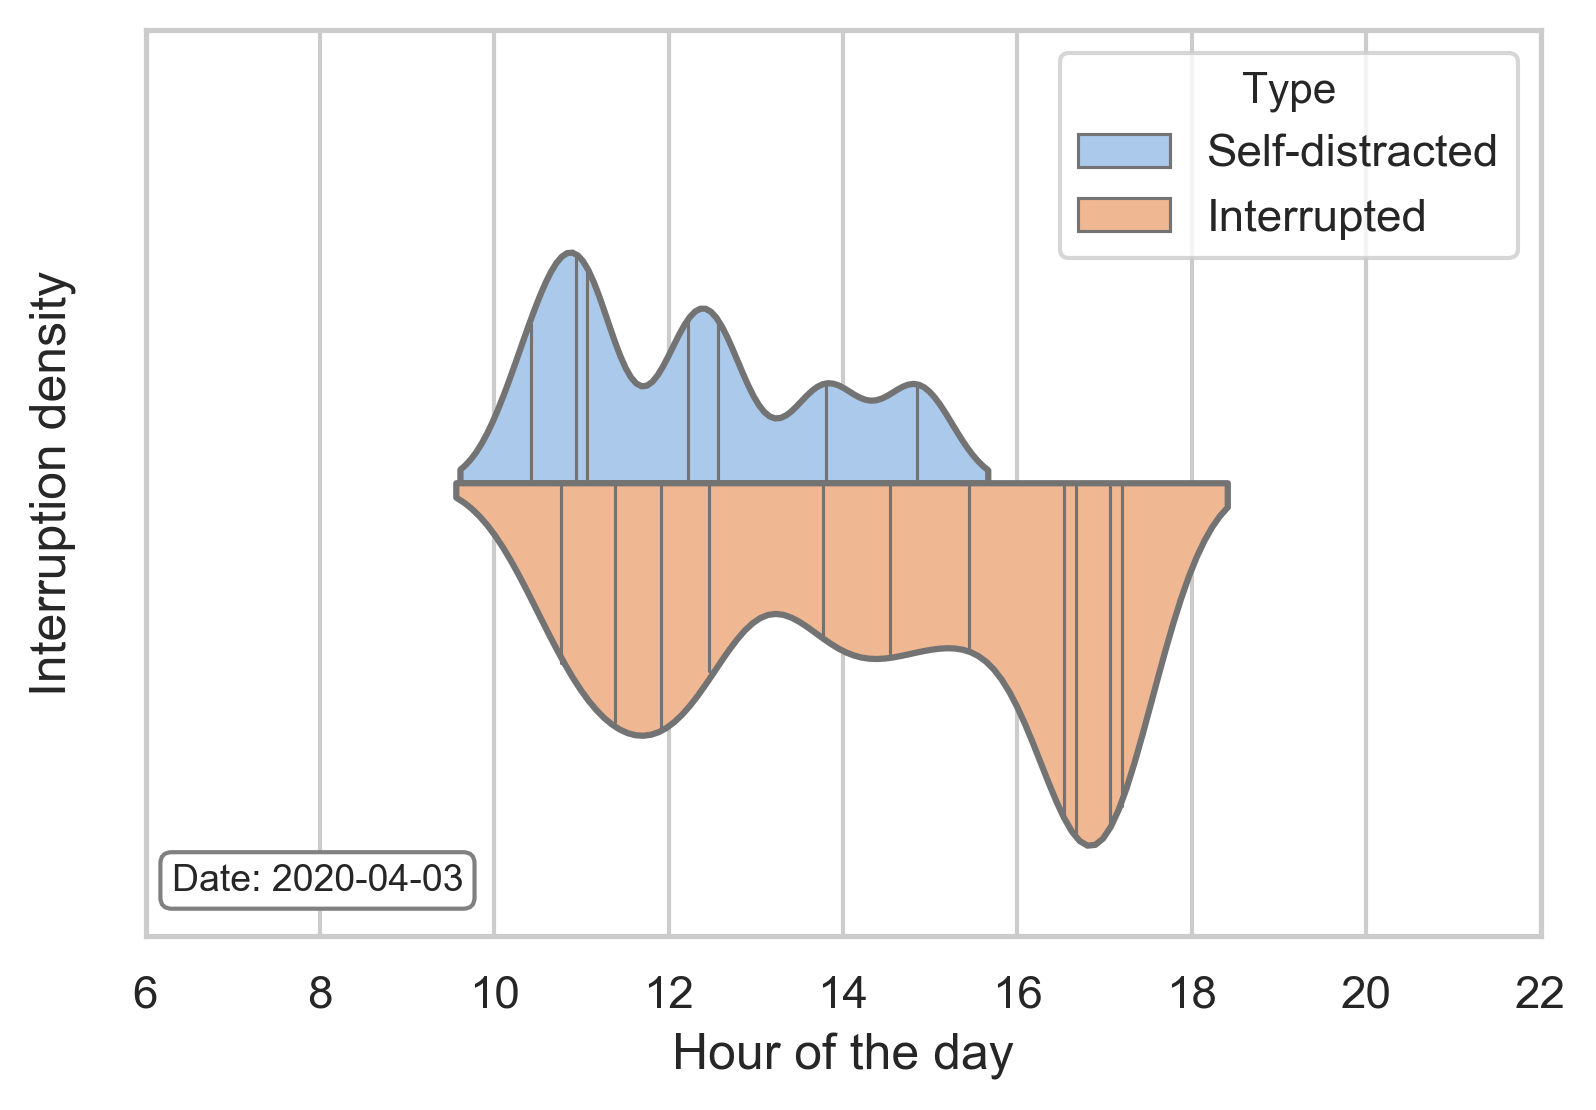 Type
Self-distracted
Interrupted
Interruption density
Date: 2020-04-03
6 8 10 12 14 16 18 20 22
Hour of the day